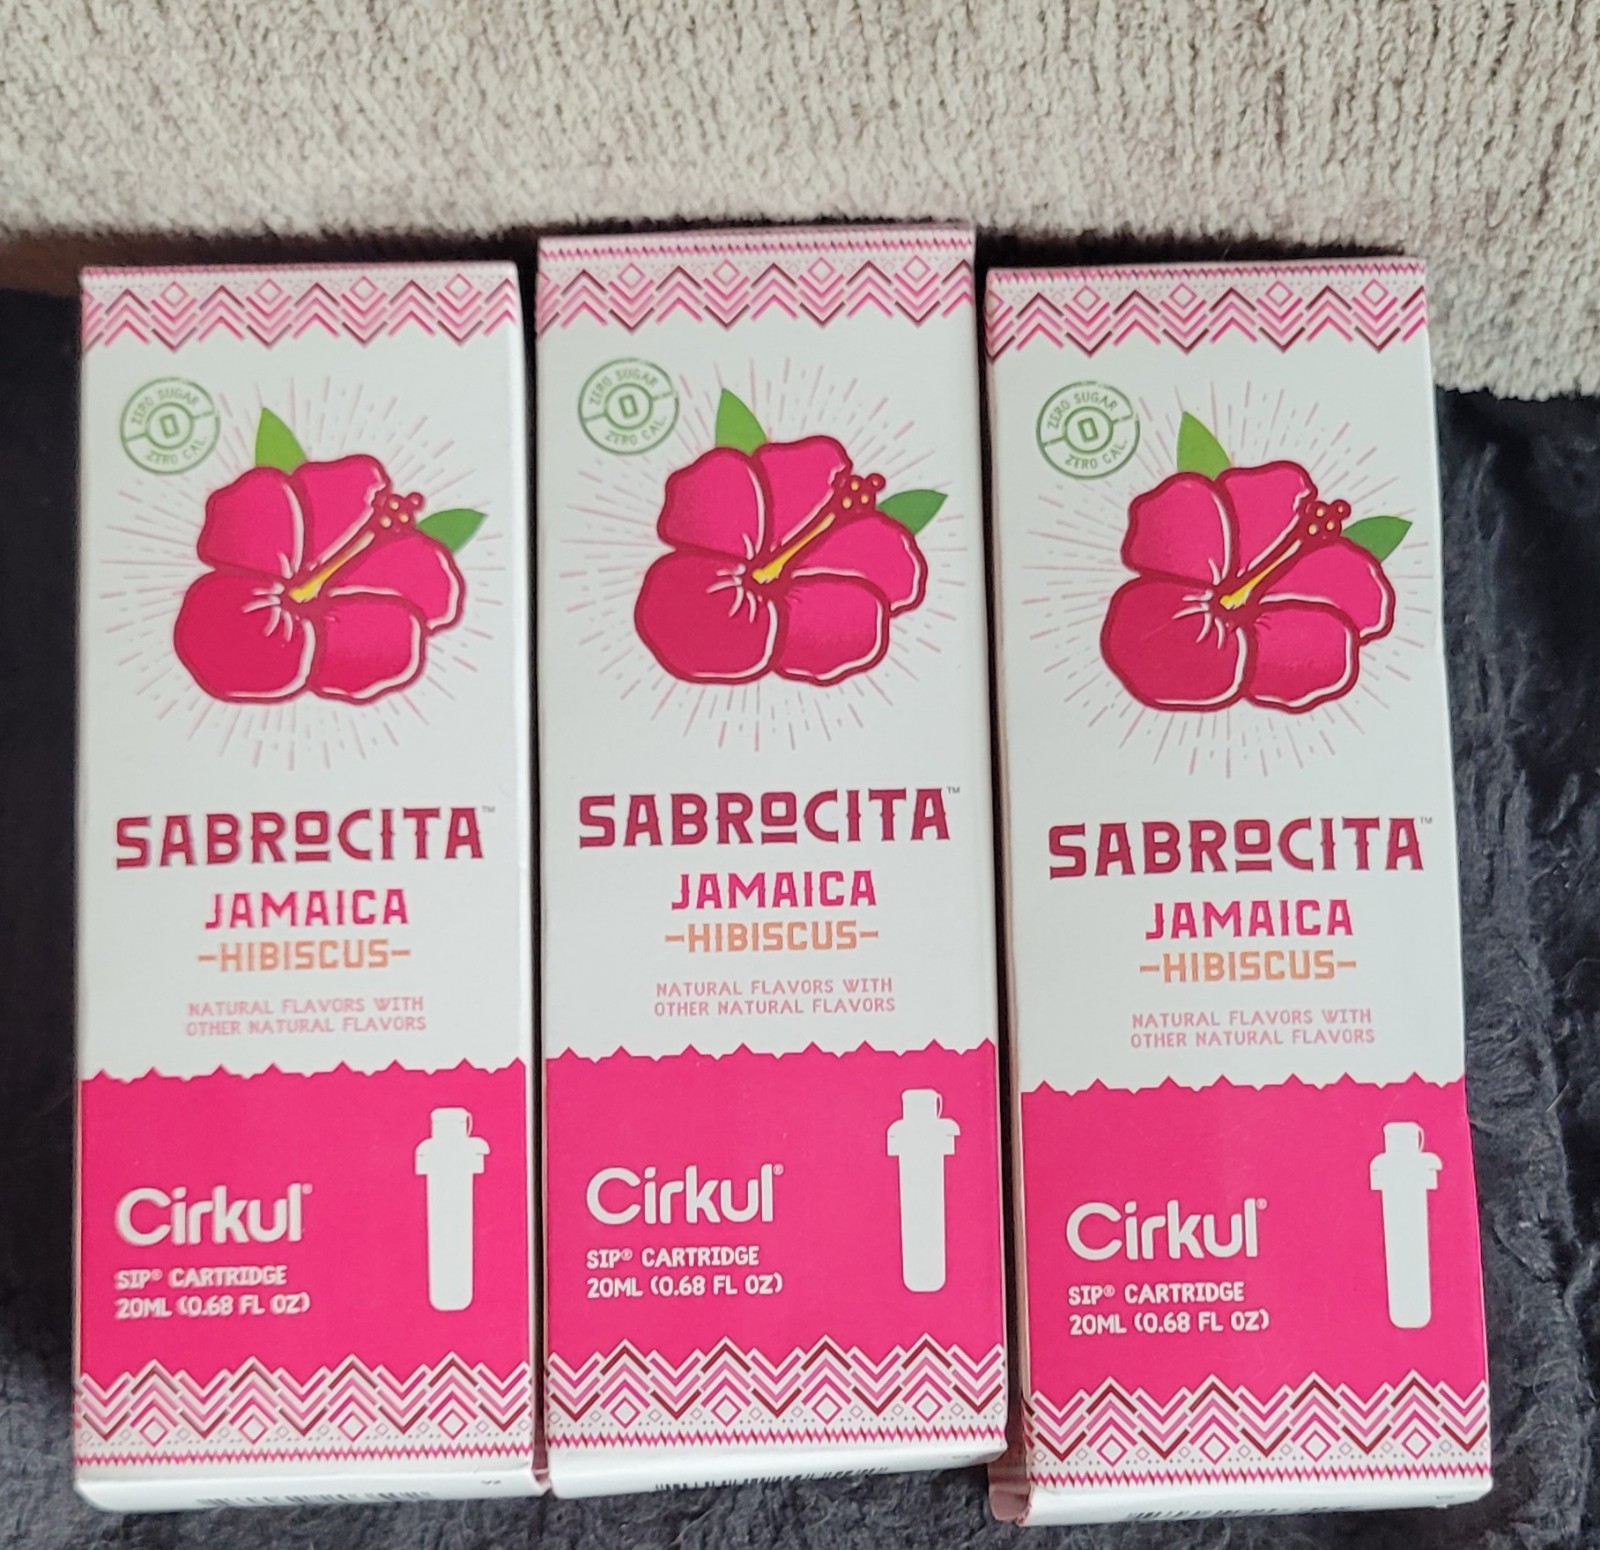 ZERO SUGAR
0
ZERO CAL.
SABROCITA™
JAMAICA
-HIBISCUS-
NATURAL FLAVORS WITH
OTHER NATURAL FLAVORS
Cirkul®
SIP® CARTRIDGE
20ML (0.68 FL OZ)
ZERO SUGAR
0
ZERO CAL.
SABROCITA™
JAMAICA
-HIBISCUS-
NATURAL FLAVORS WITH
OTHER NATURAL FLAVORS
Cirkul®
SIP® CARTRIDGE
20ML (0.68 FL OZ)
ZERO SUGAR
0
ZERO CAL.
SABROCITA™
JAMAICA
-HIBISCUS-
NATURAL FLAVORS WITH
OTHER NATURAL FLAVORS
Cirkul®
SIP® CARTRIDGE
20ML (0.68 FL OZ)